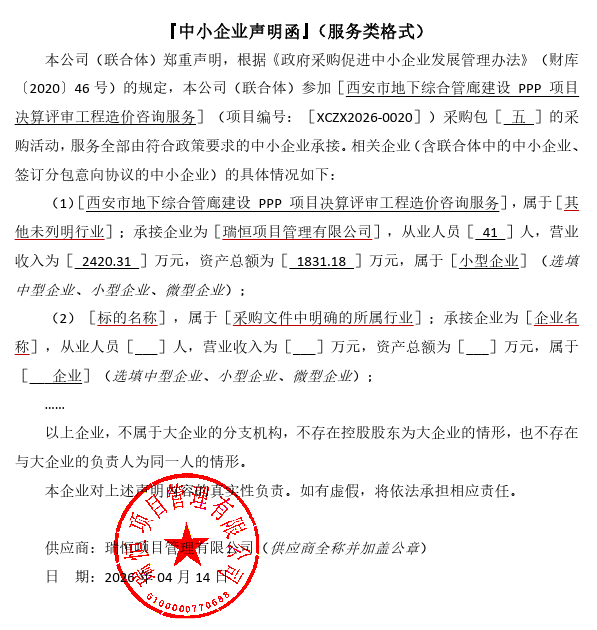 『中小企业声明函』（服务类格式）
本公司（联合体）郑重声明，根据《政府采购促进中小企业发展管理办法》（财库
〔2020〕46 号）的规定，本公司（联合体）参加［西安市地下综合管廊建设 PPP 项目
决算评审工程造价咨询服务］（项目编号：［XCZX2026-0020］）采购包［ 五 ］的采
购活动，服务全部由符合政策要求的中小企业承接。相关企业（含联合体中的中小企业、
签订分包意向协议的中小企业）的具体情况如下：
（1）［西安市地下综合管廊建设 PPP 项目决算评审工程造价咨询服务］，属于［其
他未列明行业］；承接企业为［瑞恒项目管理有限公司］，从业人员［ 41 ］人，营业
收入为［ 2420.31 ］万元，资产总额为［ 1831.18 ］万元，属于［小型企业］（选填
中型企业、小型企业、微型企业）；
（2）［标的名称］，属于［采购文件中明确的所属行业］；承接企业为［企业名
称］，从业人员［___］人，营业收入为［___］万元，资产总额为［___］万元，属于
［___企业］（选填中型企业、小型企业、微型企业）；
……
以上企业，不属于大企业的分支机构，不存在控股股东为大企业的情形，也不存在
与大企业的负责人为同一人的情形。
本企业对上述声明内容的真实性负责。如有虚假，将依法承担相应责任。
供应商：瑞恒项目管理有限公司（供应商全称并加盖公章）
日 期：2026 年 04 月 14 日
瑞恒项目管理有限公司
6100000770688